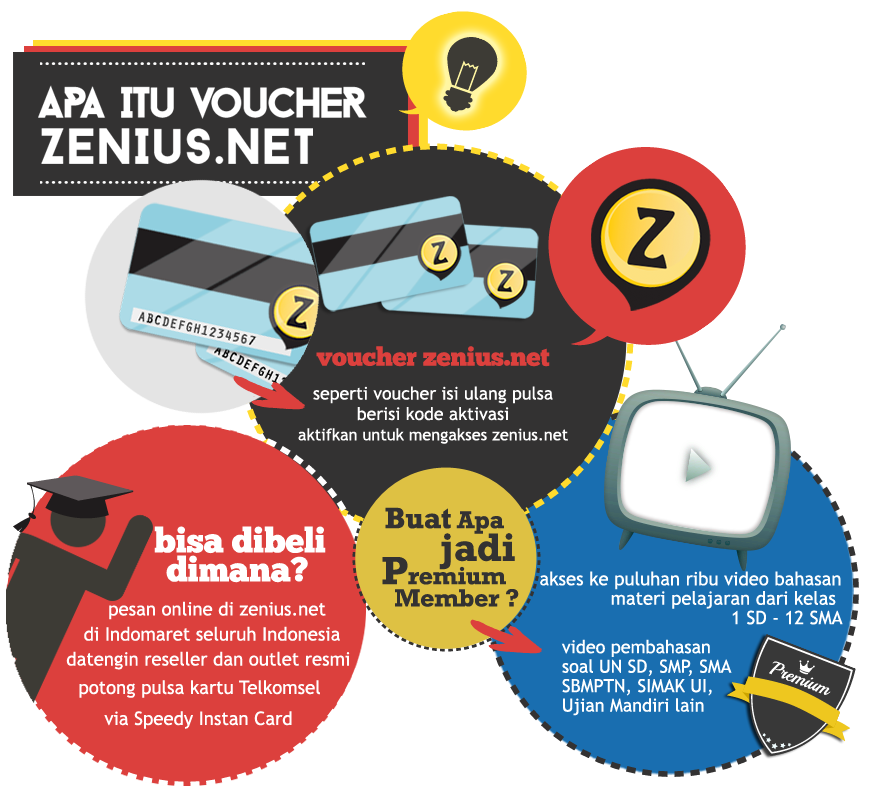 APA ITU VOUCHER
ZENIUS.NET
Z
Z
Z
Z
ABCDEFGH1234567
ABCDEFGH1
voucher zenius.net
seperti voucher isi ulang pulsa
berisi kode aktivasi
aktifkan untuk mengakses zenius.net
bisa dibeli
dimana?
pesan online di zenius.net
di Indomaret seluruh Indonesia
datengin reseller dan outlet resmi
potong pulsa kartu Telkomsel
via Speedy Instan Card
Buat Apa
jadi
Premium
Member ?
akses ke puluhan ribu video bahasan
materi pelajaran dari kelas
1 SD - 12 SMA
video pembahasan
soal UN SD, SMP, SMA
SBMPTN, SIMAK UI,
Ujian Mandiri lain
Premium